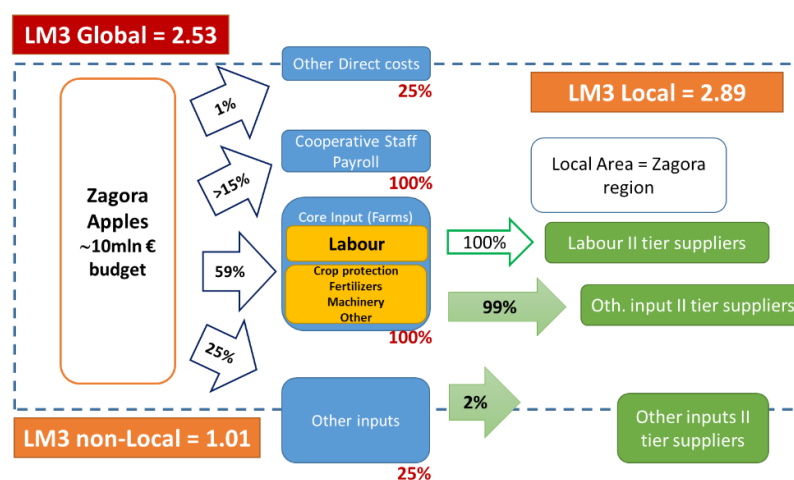 LM3 Global = 2.53
Other Direct costs
25%
LM3 Local = 2.89
1%
Cooperative Staff
Payroll
100%
>15%
Local Area = Zagora
region
Zagora
Apples
~10mln €
budget
Core Input (Farms)
Labour
100%
Labour II tier suppliers
59%
Crop protection
Fertilizers
Machinery
Other
100%
99%
Oth. input II tier suppliers
25%
Other inputs
25%
2%
Other inputs II
tier suppliers
LM3 non-Local = 1.01